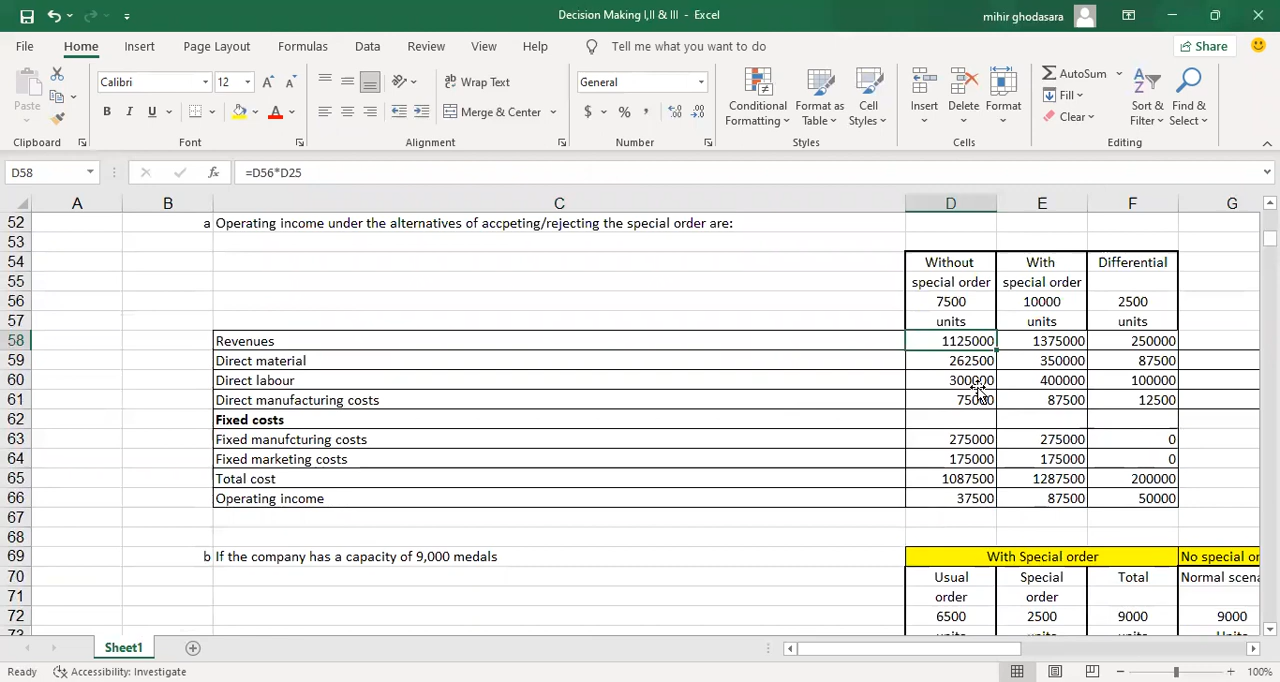 Decision Making I,II & III - Excel
mihir ghodasara
File Home Insert Page Layout Formulas Data Review View Help Tell me what you want to do Share
Paste
Calibri 12
B I U
Wrap Text
Merge & Center
General
$ % ,
Conditional Formatting
Format as Table
Cell Styles
Insert Delete Format
AutoSum
Fill
Clear
Sort & Filter
Find & Select
Clipboard Font Alignment Number Styles Cells Editing
D58 fx =D56*D25
A B C D E F G
52 a Operating income under the alternatives of accpeting/rejecting the special order are:
53
54 Without With Differential
55 special order special order
56 7500 10000 2500
57 units units units
58 Revenues 1125000 1375000 250000
59 Direct material 262500 350000 87500
60 Direct labour 300000 400000 100000
61 Direct manufacturing costs 75000 87500 12500
62 Fixed costs
63 Fixed manufcturing costs 275000 275000 0
64 Fixed marketing costs 175000 175000 0
65 Total cost 1087500 1287500 200000
66 Operating income 37500 87500 50000
67
68
69 b If the company has a capacity of 9,000 medals With Special order No special or
70 Usual Special Total Normal scena
71 order order
72 6500 2500 9000 9000
Sheet1
Ready Accessibility: Investigate 100%